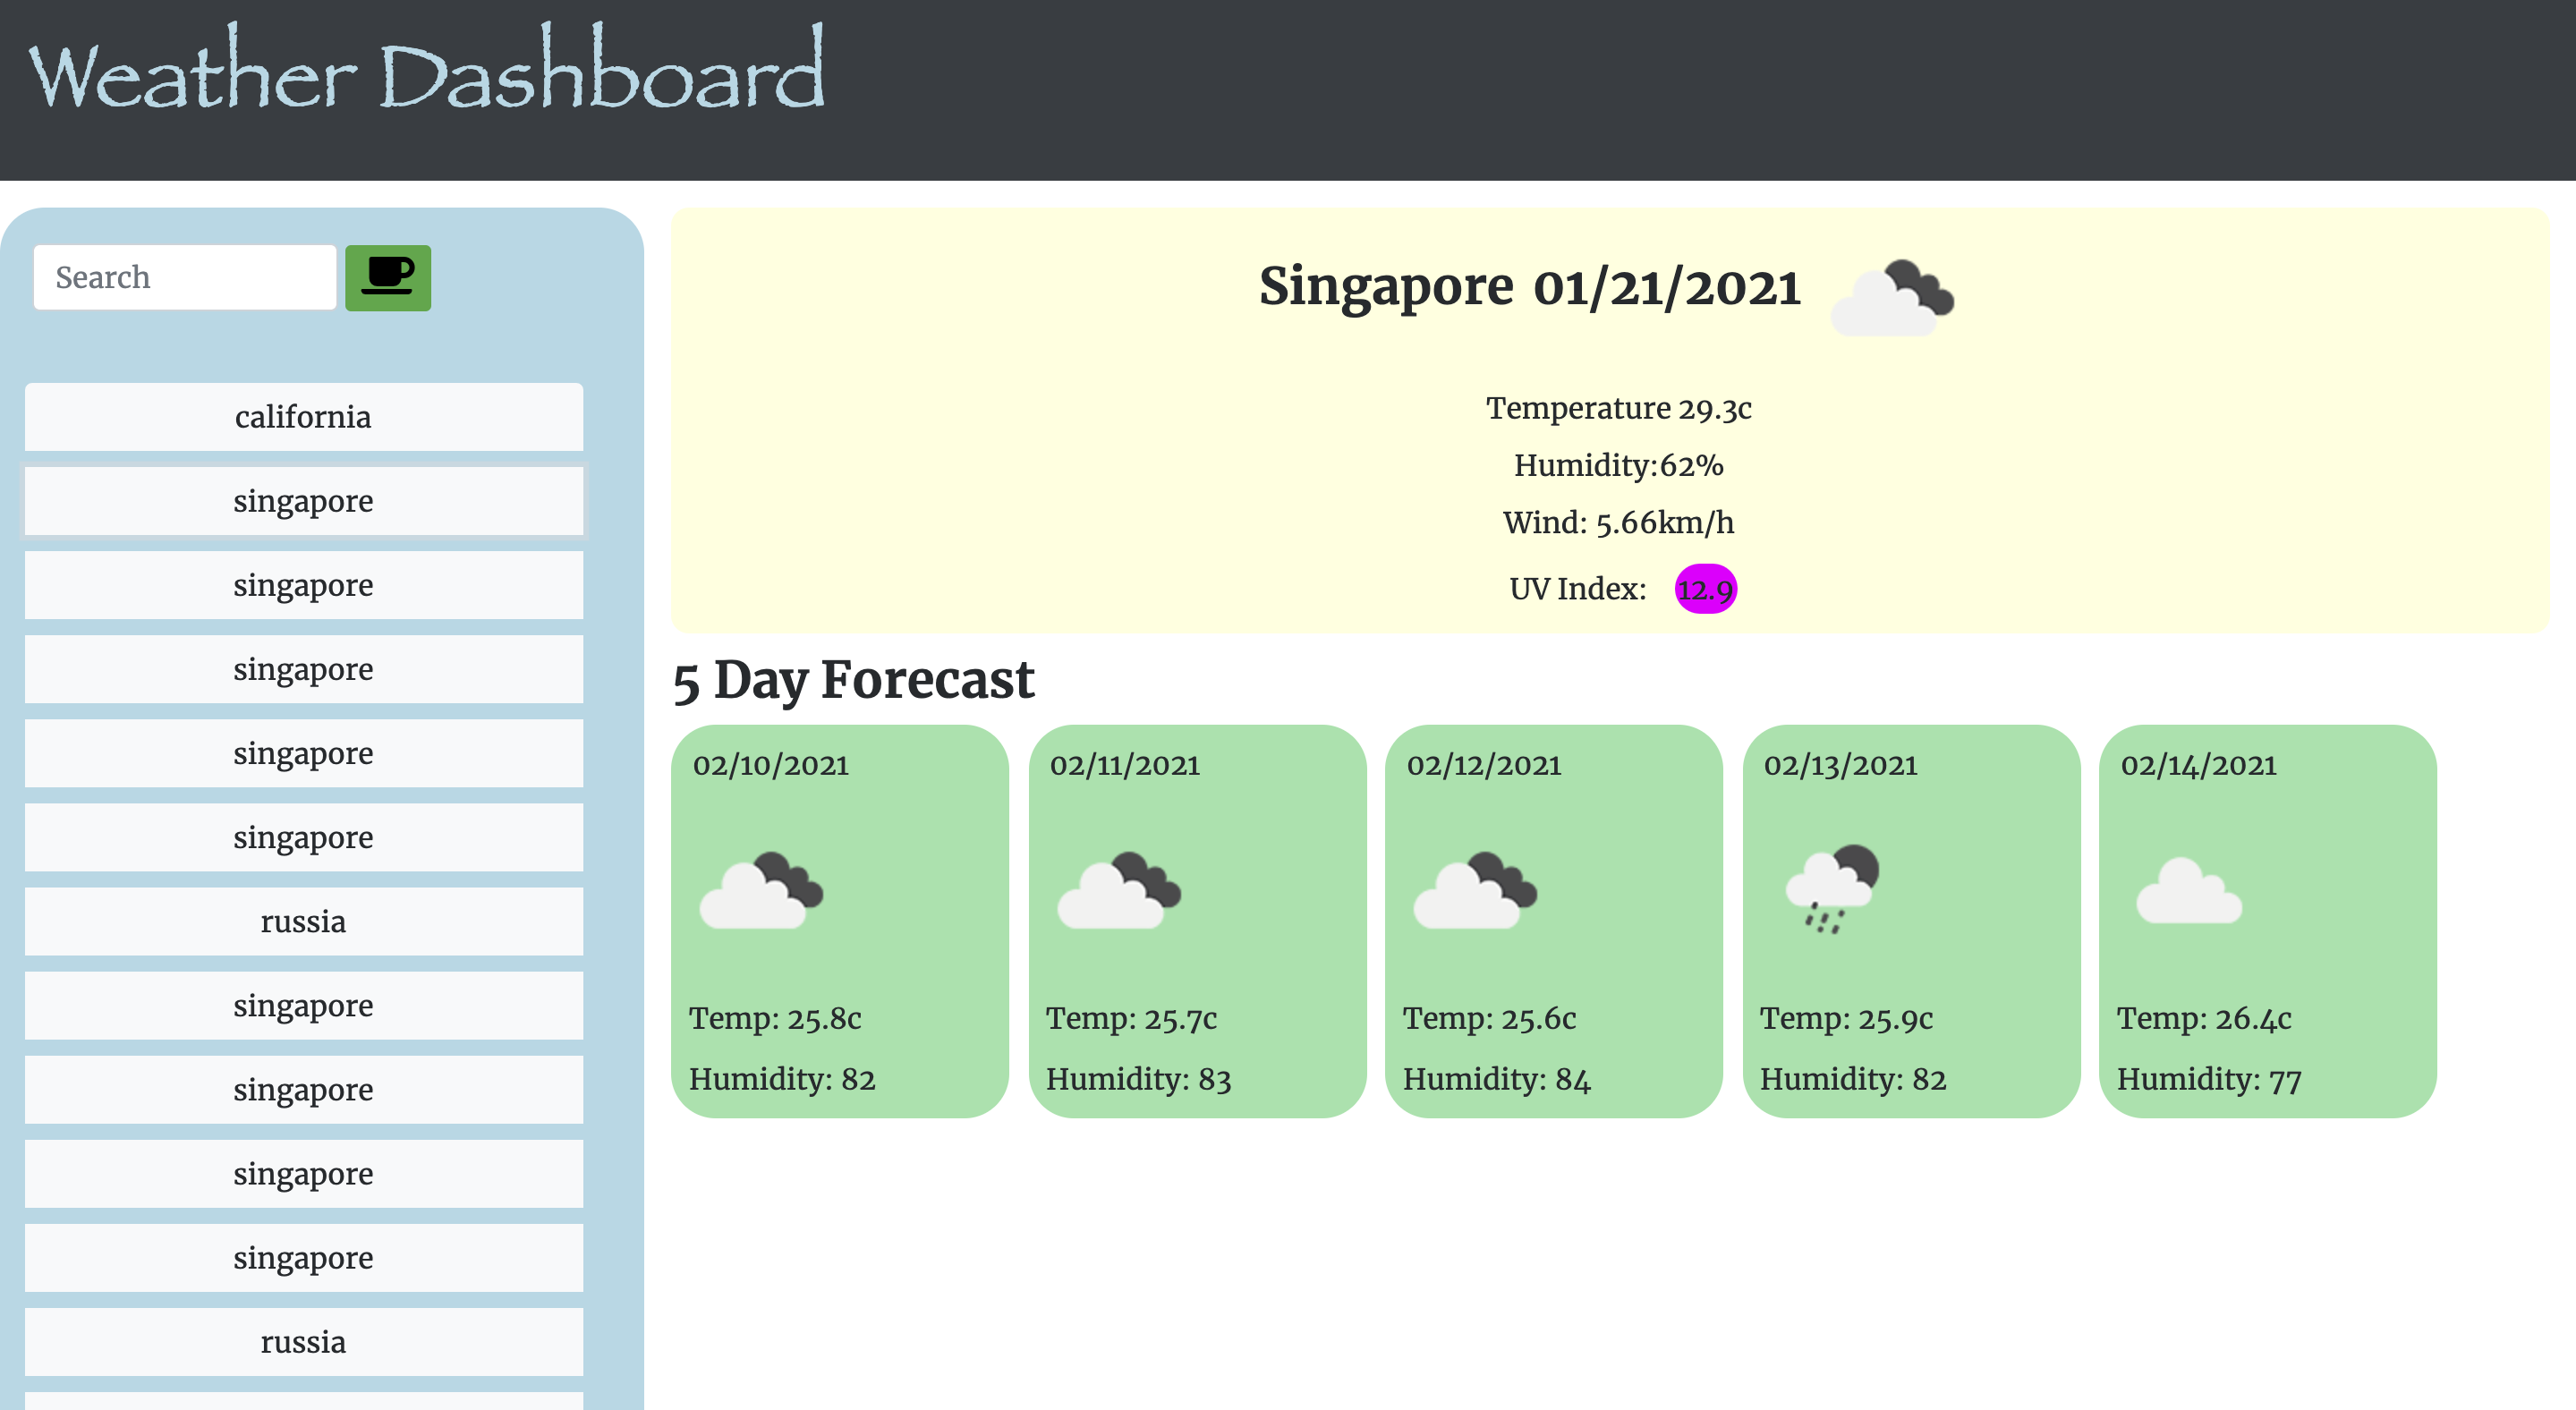 Weather Dashboard
Search
california
singapore
singapore
singapore
singapore
singapore
russia
singapore
singapore
singapore
singapore
russia
Singapore 01/21/2021
Temperature 29.3c
Humidity:62%
Wind: 5.66km/h
UV Index: 12.9
5 Day Forecast
02/10/2021
Temp: 25.8c
Humidity: 82
02/11/2021
Temp: 25.7c
Humidity: 83
02/12/2021
Temp: 25.6c
Humidity: 84
02/13/2021
Temp: 25.9c
Humidity: 82
02/14/2021
Temp: 26.4c
Humidity: 77